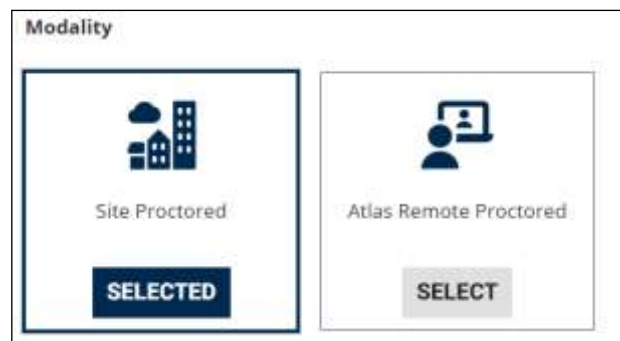 Modality
Site Proctored
Atlas Remote Proctored
SELECTED
SELECT